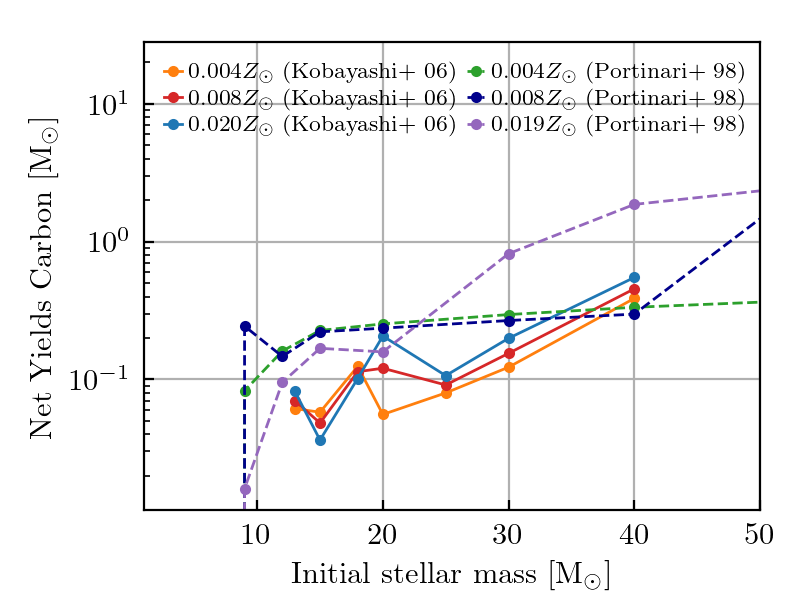 0.004Z⊙ (Kobayashi+ 06) 0.004Z⊙ (Portinari+ 98)
0.008Z⊙ (Kobayashi+ 06) 0.008Z⊙ (Portinari+ 98)
0.020Z⊙ (Kobayashi+ 06) 0.019Z⊙ (Portinari+ 98)
10¹
10⁰
10⁻¹
Net Yields Carbon [M⊙]
10 20 30 40 50
Initial stellar mass [M⊙]